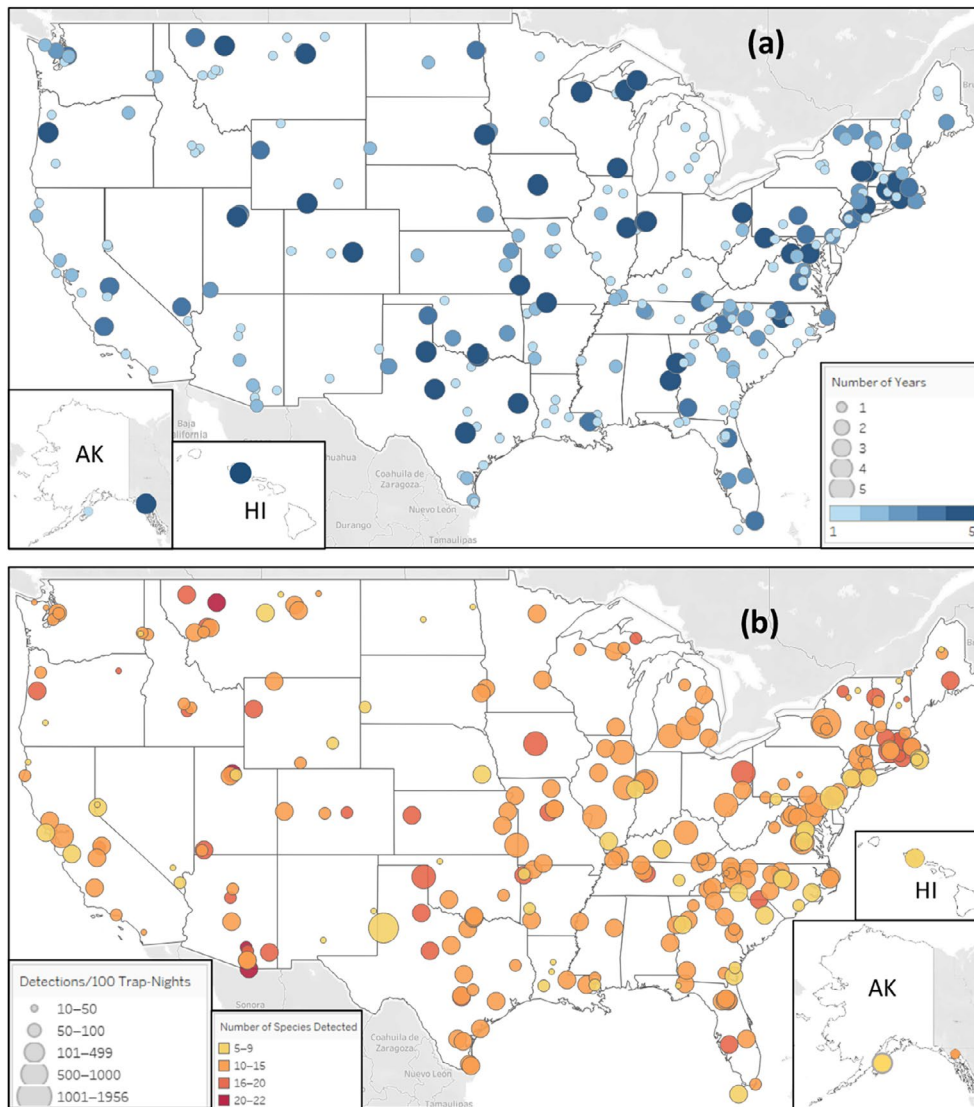 (a)
Bru
Number of Years
1
2
3
4
5
1 5
AK
HI
Baja
California
Chihuahua
Coahuila de
Zaragoza
Nuevo León
Durango
Tamaulipas
(b)
HI
AK
Sonora
Coahuila de
Zaragoza
Nuevo León
Detections/100 Trap-Nights
10–50
50–100
101–499
500–1000
1001–1956
Number of Species Detected
5–9
10–15
16–20
20–22